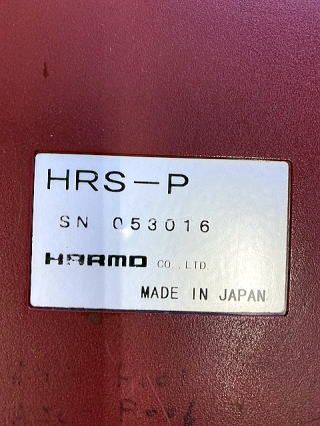 HRS-P
SN 053016
HARMO CO.,LTD.
MADE IN JAPAN